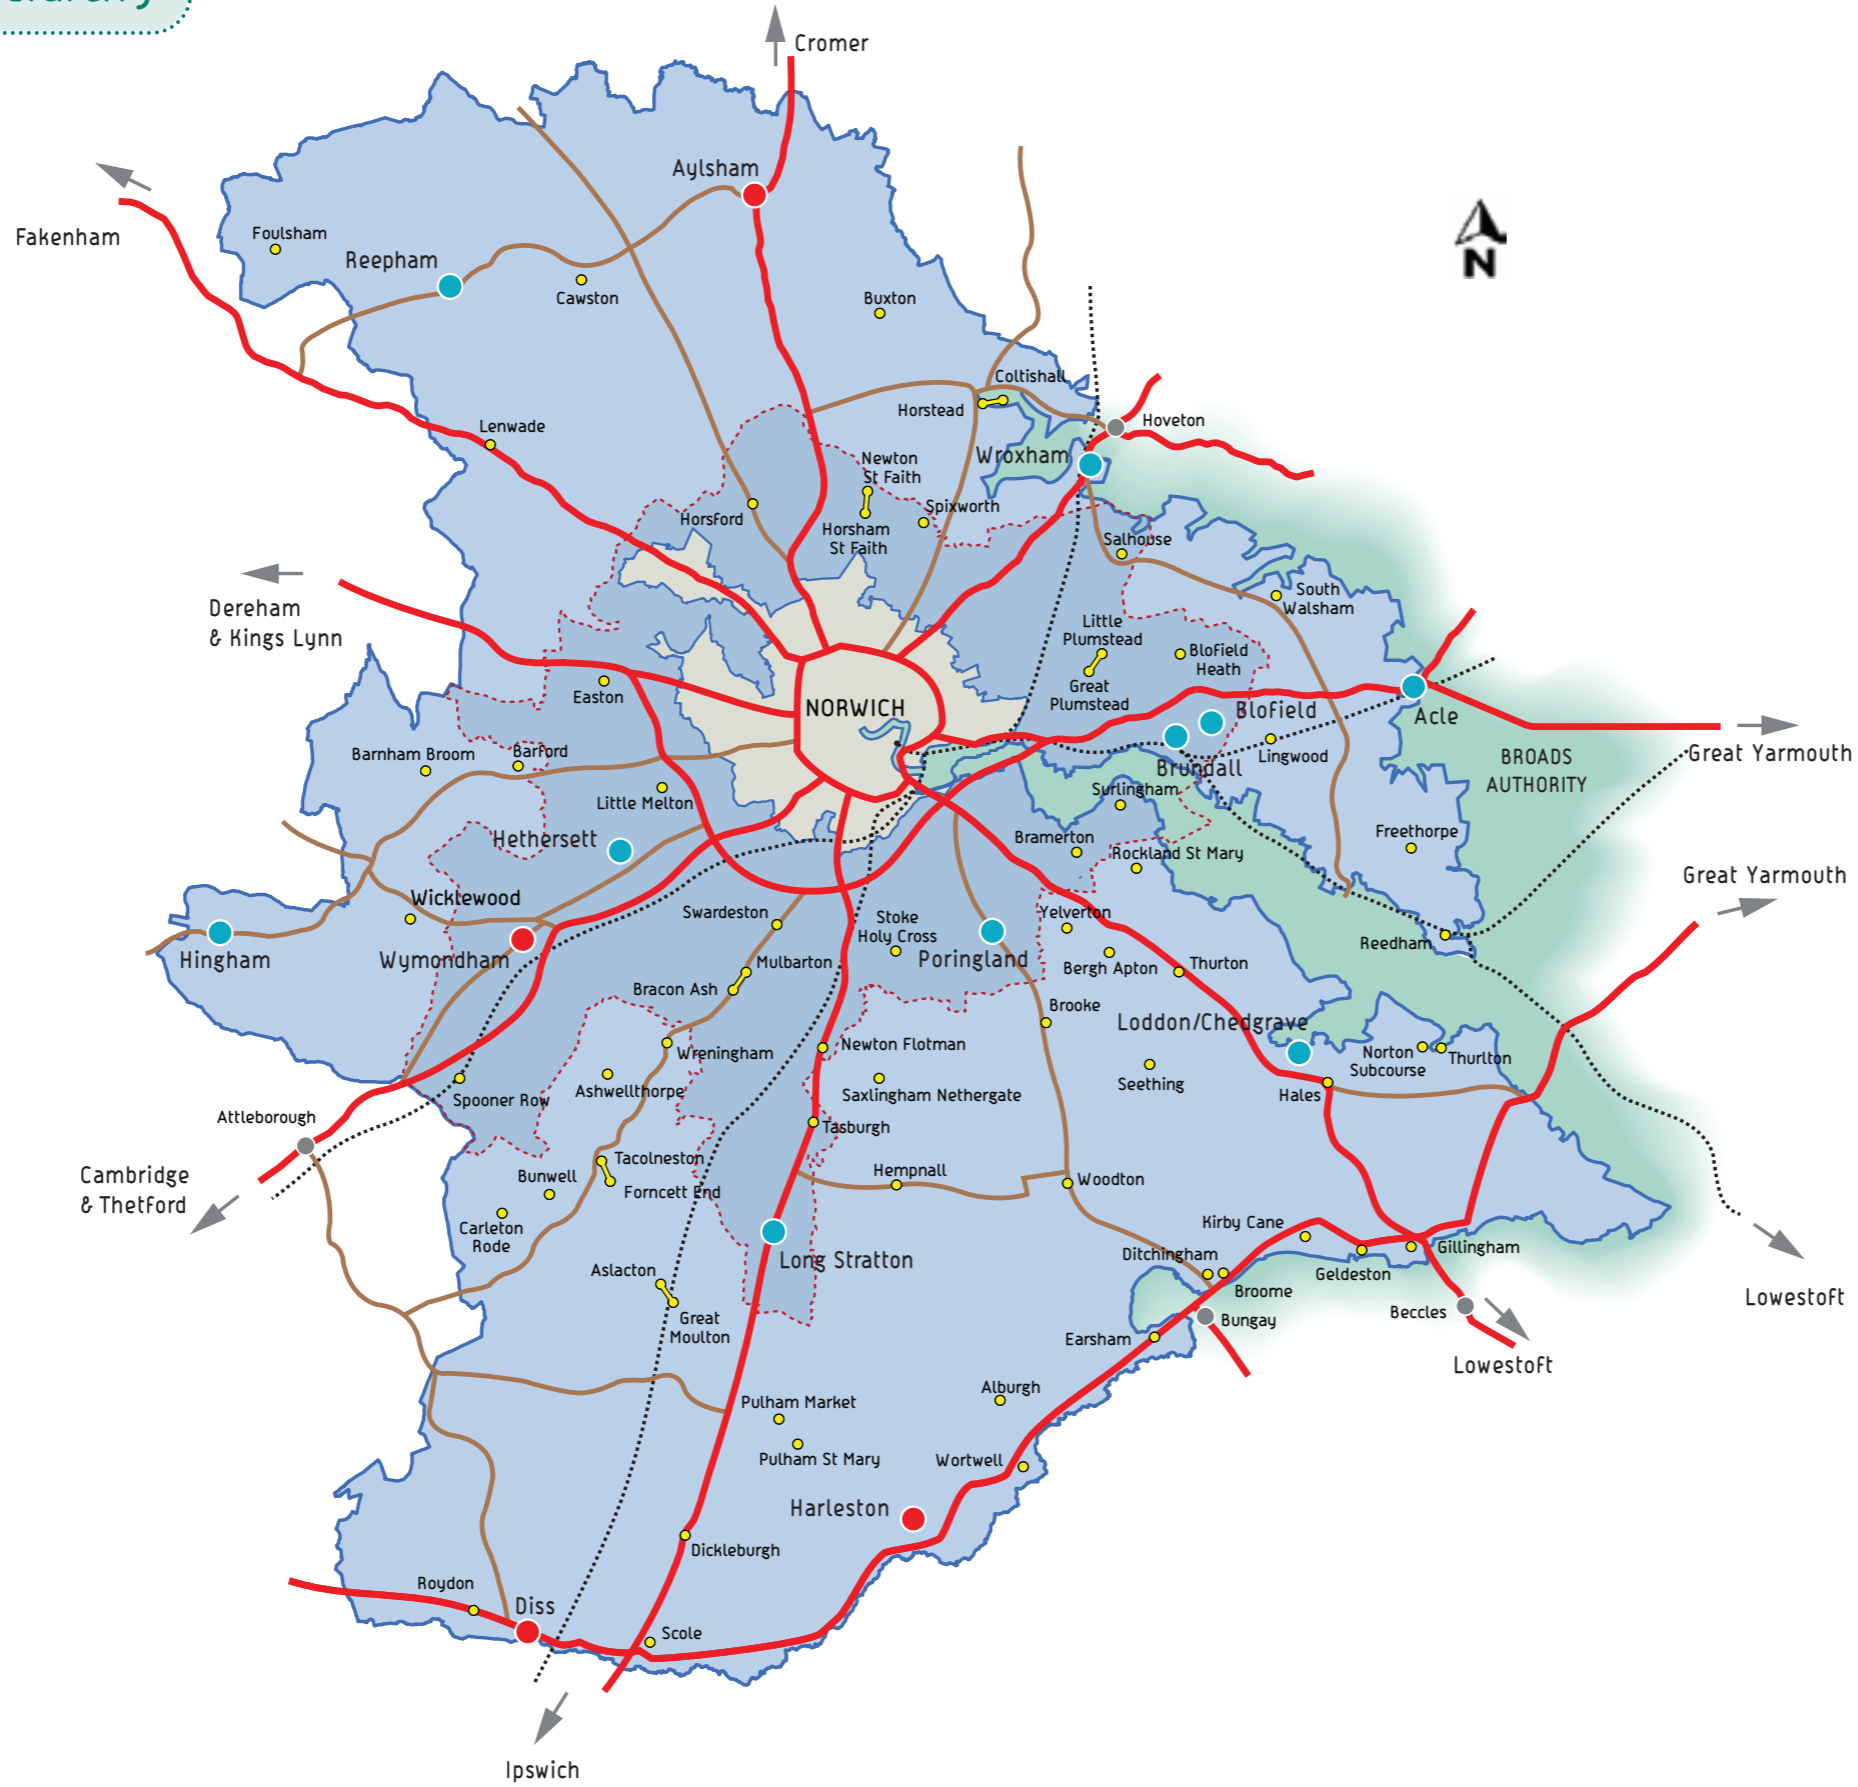 Cromer
Aylsham
Fakenham
Foulsham
Reepham
Cawston
Buxton
N
Coltishall
Horstead
Hoveton
Lenwade
Wroxham
Newton
St Faith
Spixworth
Horsford
Horsham
St Faith
Salhouse
Dereham
& Kings Lynn
South
Walsham
Little
Plumstead
Blofield
Heath
Easton
Great
Plumstead
NORWICH
Blofield
Acle
Barnham Broom
Barford
Lingwood
BROADS
AUTHORITY
Great Yarmouth
Brundall
Little Melton
Surlingham
Hethersett
Bramerton
Freethorpe
Rockland St Mary
Great Yarmouth
Wicklewood
Swardeston
Stoke
Holy Cross
Yelverton
Reedham
Hingham
Wymondham
Poringland
Mulbarton
Bergh Apton
Thurton
Bracon Ash
Brooke
Loddon/Chedgrave
Wreningham
Newton Flotman
Norton
Subcourse
Thurlton
Ashwellthorpe
Saxlingham Nethergate
Seething
Spooner Row
Hales
Attleborough
Tasburgh
Cambridge
& Thetford
Tacolneston
Bunwell
Forncett End
Hempnall
Woodton
Carleton
Rode
Kirby Cane
Long Stratton
Ditchingham
Gillingham
Aslacton
Geldeston
Broome
Lowestoft
Great
Moulton
Bungay
Beccles
Earsham
Lowestoft
Alburgh
Pulham Market
Pulham St Mary
Wortwell
Harleston
Dickleburgh
Roydon
Diss
Scole
Ipswich